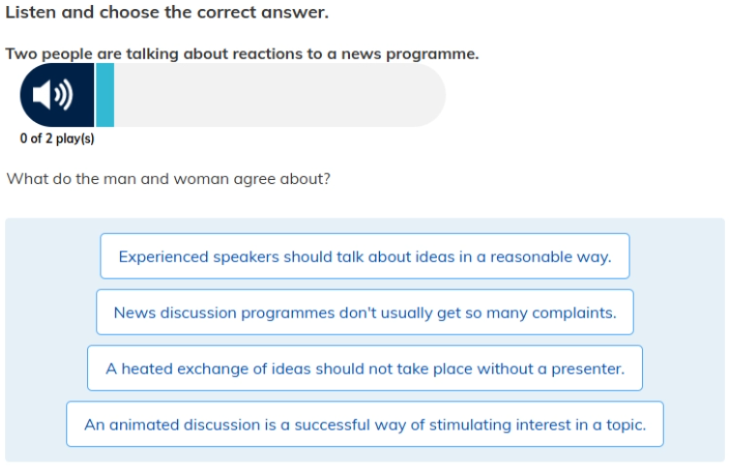 Listen and choose the correct answer.
Two people are talking about reactions to a news programme.
0 of 2 play(s)
What do the man and woman agree about?
Experienced speakers should talk about ideas in a reasonable way.
News discussion programmes don't usually get so many complaints.
A heated exchange of ideas should not take place without a presenter.
An animated discussion is a successful way of stimulating interest in a topic.